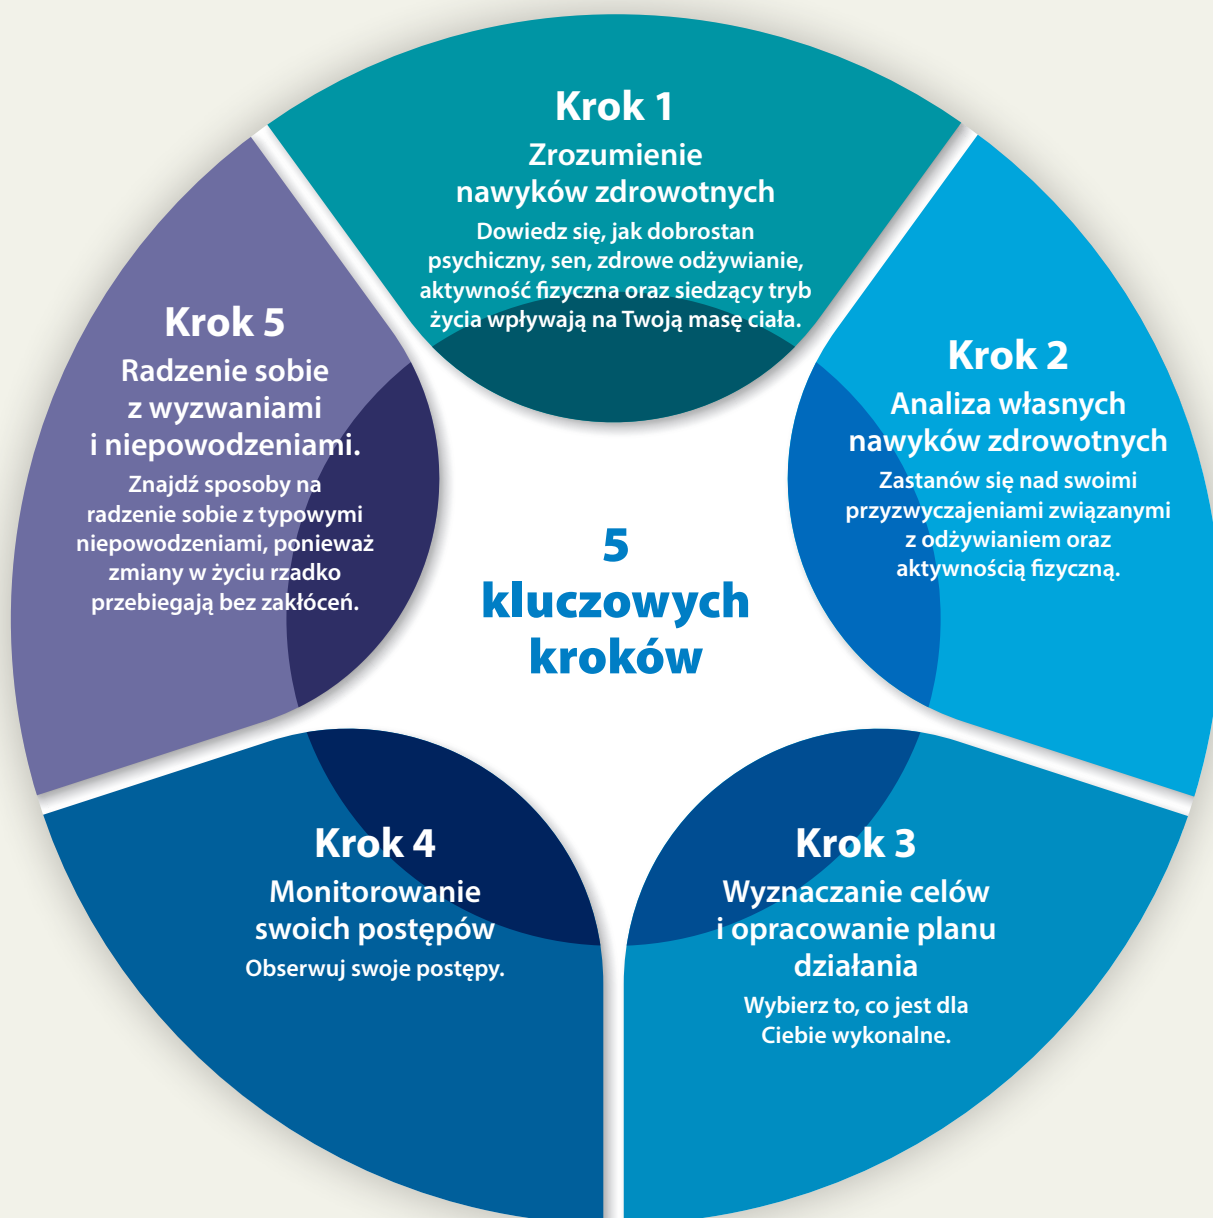 Krok 1
Zrozumienie
nawyków zdrowotnych
Dowiedz się, jak dobrostan
psychiczny, sen, zdrowe odżywianie,
aktywność fizyczna oraz siedzący tryb
życia wpływają na Twoją masę ciała.
Krok 2
Analiza własnych
nawyków zdrowotnych
Zastanów się nad swoimi
przyzwyczajeniami związanymi
z odżywianiem oraz
aktywnością fizyczną.
Krok 3
Wyznaczanie celów
i opracowanie planu
działania
Wybierz to, co jest dla
Ciebie wykonalne.
Krok 4
Monitorowanie
swoich postępów
Obserwuj swoje postępy.
Krok 5
Radzenie sobie
z wyzwaniami
i niepowodzeniami.
Znajdź sposoby na
radzenie sobie z typowymi
niepowodzeniami, ponieważ
zmiany w życiu rzadko
przebiegają bez zakłóceń.
5
kluczowych
kroków